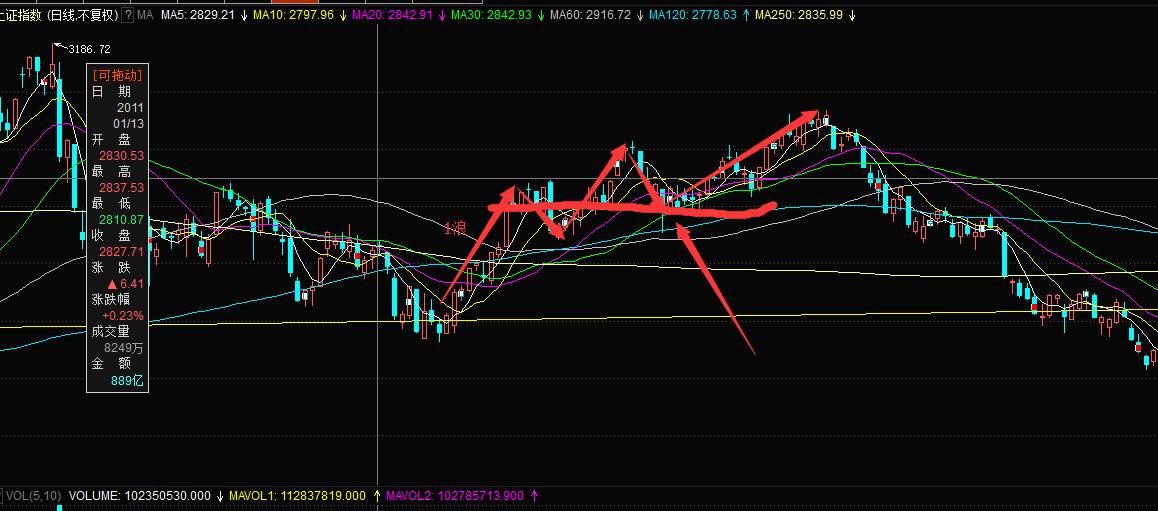 上证指数 (日线,不复权) ? MA MA5: 2829.21 ↓ MA10: 2797.96 ↓ MA20: 2842.91 ↓ MA30: 2842.93 ↓ MA60: 2916.72 ↓ MA120: 2778.63 ↑ MA250: 2835.99 ↓
3186.72
[可拖动]
日 期
2011
01/13
开 盘
2830.53
最 高
2837.53
最 低
2810.87
收 盘
2827.71
涨 跌
▲ 6.41
涨跌幅
+0.23%
成交量
8249万
金 额
889亿
1浪
VOL(5,10) VOLUME: 102350530.000 ↓ MAVOL1: 112837819.000 ↑ MAVOL2: 102785713.900 ↑